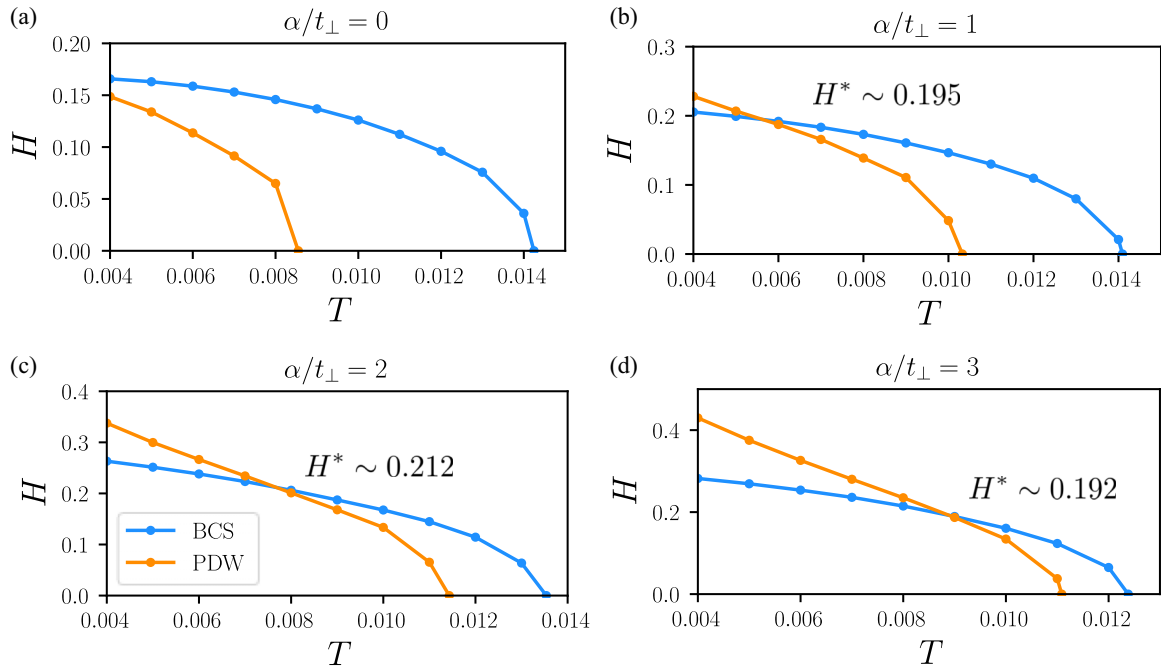 (a)
α/t⊥ = 0
0.20
0.15
0.10
0.05
0.00
H
0.004 0.006 0.008 0.010 0.012 0.014
T
(b)
α/t⊥ = 1
H* ∼ 0.195
0.3
0.2
0.1
0.0
H
0.004 0.006 0.008 0.010 0.012 0.014
T
(c)
α/t⊥ = 2
H* ∼ 0.212
0.4
0.3
0.2
0.1
0.0
H
BCS
PDW
0.004 0.006 0.008 0.010 0.012 0.014
T
(d)
α/t⊥ = 3
H* ∼ 0.192
0.4
0.2
0.0
H
0.004 0.006 0.008 0.010 0.012
T